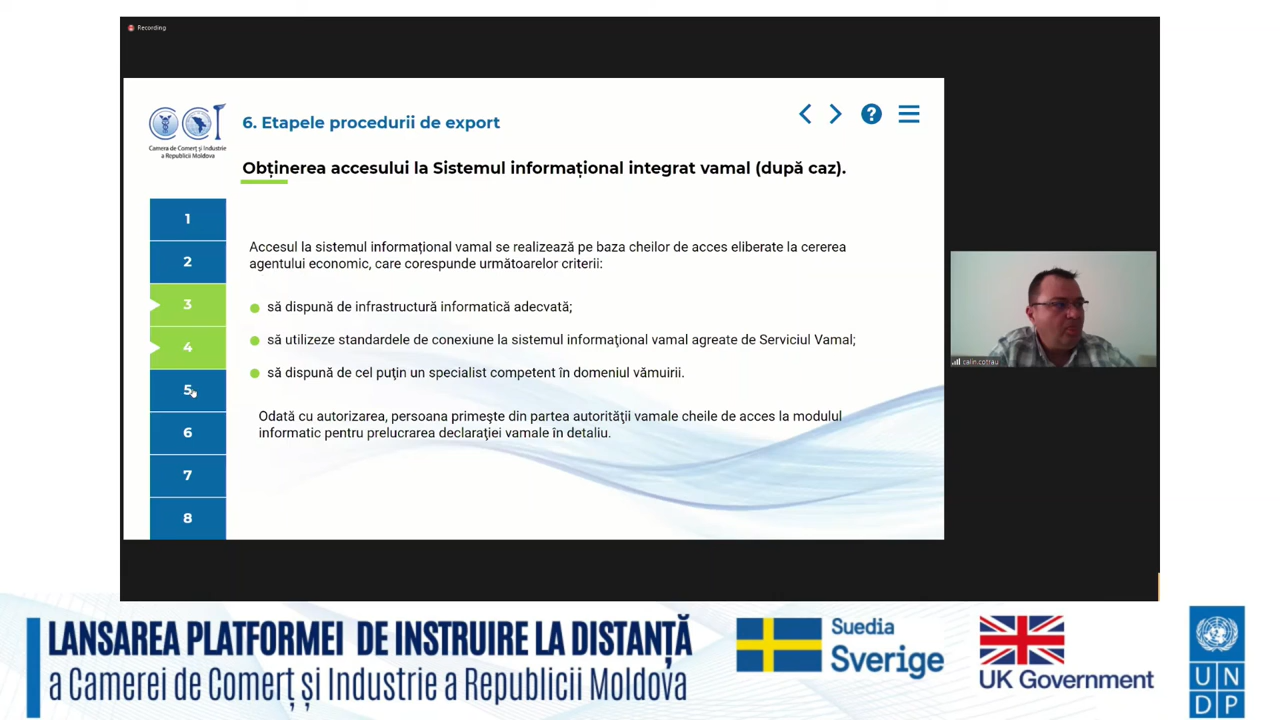 Recording
Camera de Comerț și Industrie
a Republicii Moldova
6. Etapele procedurii de export
?
Obținerea accesului la Sistemul informațional integrat vamal (după caz).
1
2
3
4
5
6
7
8
Accesul la sistemul informațional vamal se realizează pe baza cheilor de acces eliberate la cererea
agentului economic, care corespunde următoarelor criterii:
să dispună de infrastructură informatică adecvată;
să utilizeze standardele de conexiune la sistemul informaţional vamal agreate de Serviciul Vamal;
să dispună de cel puţin un specialist competent în domeniul vămuirii.
Odată cu autorizarea, persoana primește din partea autorităţii vamale cheile de acces la modulul
informatic pentru prelucrarea declaraţiei vamale în detaliu.
calin.cotrau
LANSAREA PLATFORMEI DE INSTRUIRE LA DISTANȚĂ
a Camerei de Comerț și Industrie a Republicii Moldova
Suedia
Sverige
UK Government
U N
D P